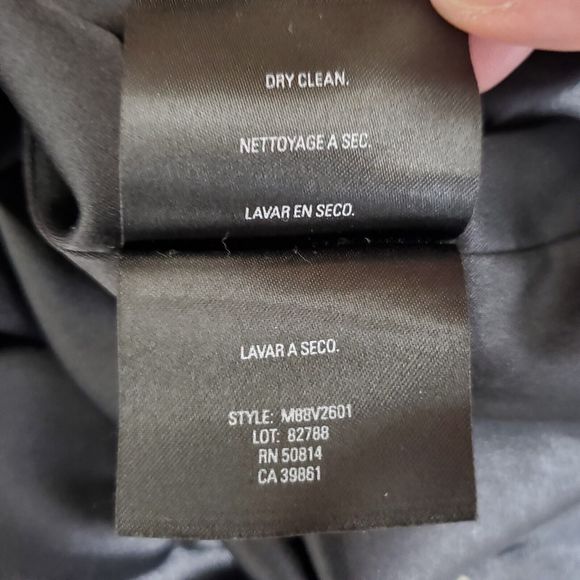 DRY CLEAN.
NETTOYAGE A SEC.
LAVAR EN SECO.
LAVAR A SECO.
STYLE: M88V2601
LOT: 82788
RN 50814
CA 39861